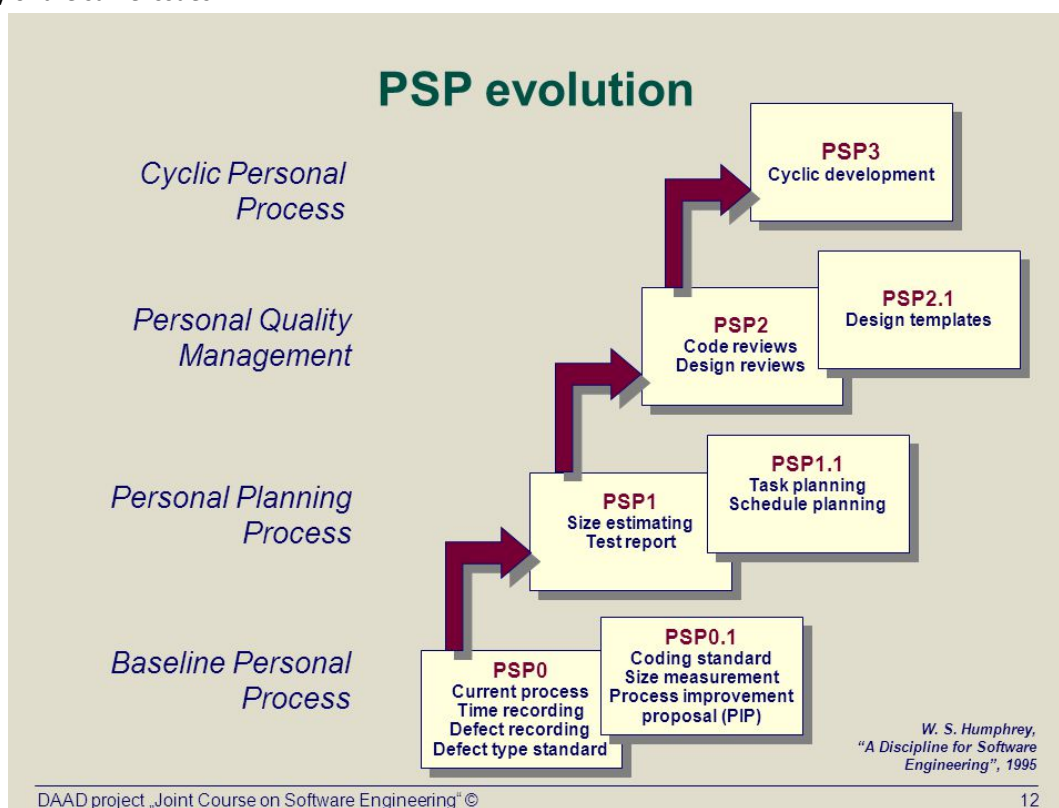 PSP evolution
Cyclic Personal
Process
PSP3
Cyclic development
Personal Quality
Management
PSP2
Code reviews
Design reviews
PSP2.1
Design templates
Personal Planning
Process
PSP1
Size estimating
Test report
PSP1.1
Task planning
Schedule planning
Baseline Personal
Process
PSP0
Current process
Time recording
Defect recording
Defect type standard
PSP0.1
Coding standard
Size measurement
Process improvement
proposal (PIP)
W. S. Humphrey,
“A Discipline for Software
Engineering”, 1995
DAAD project „Joint Course on Software Engineering“ ©
12